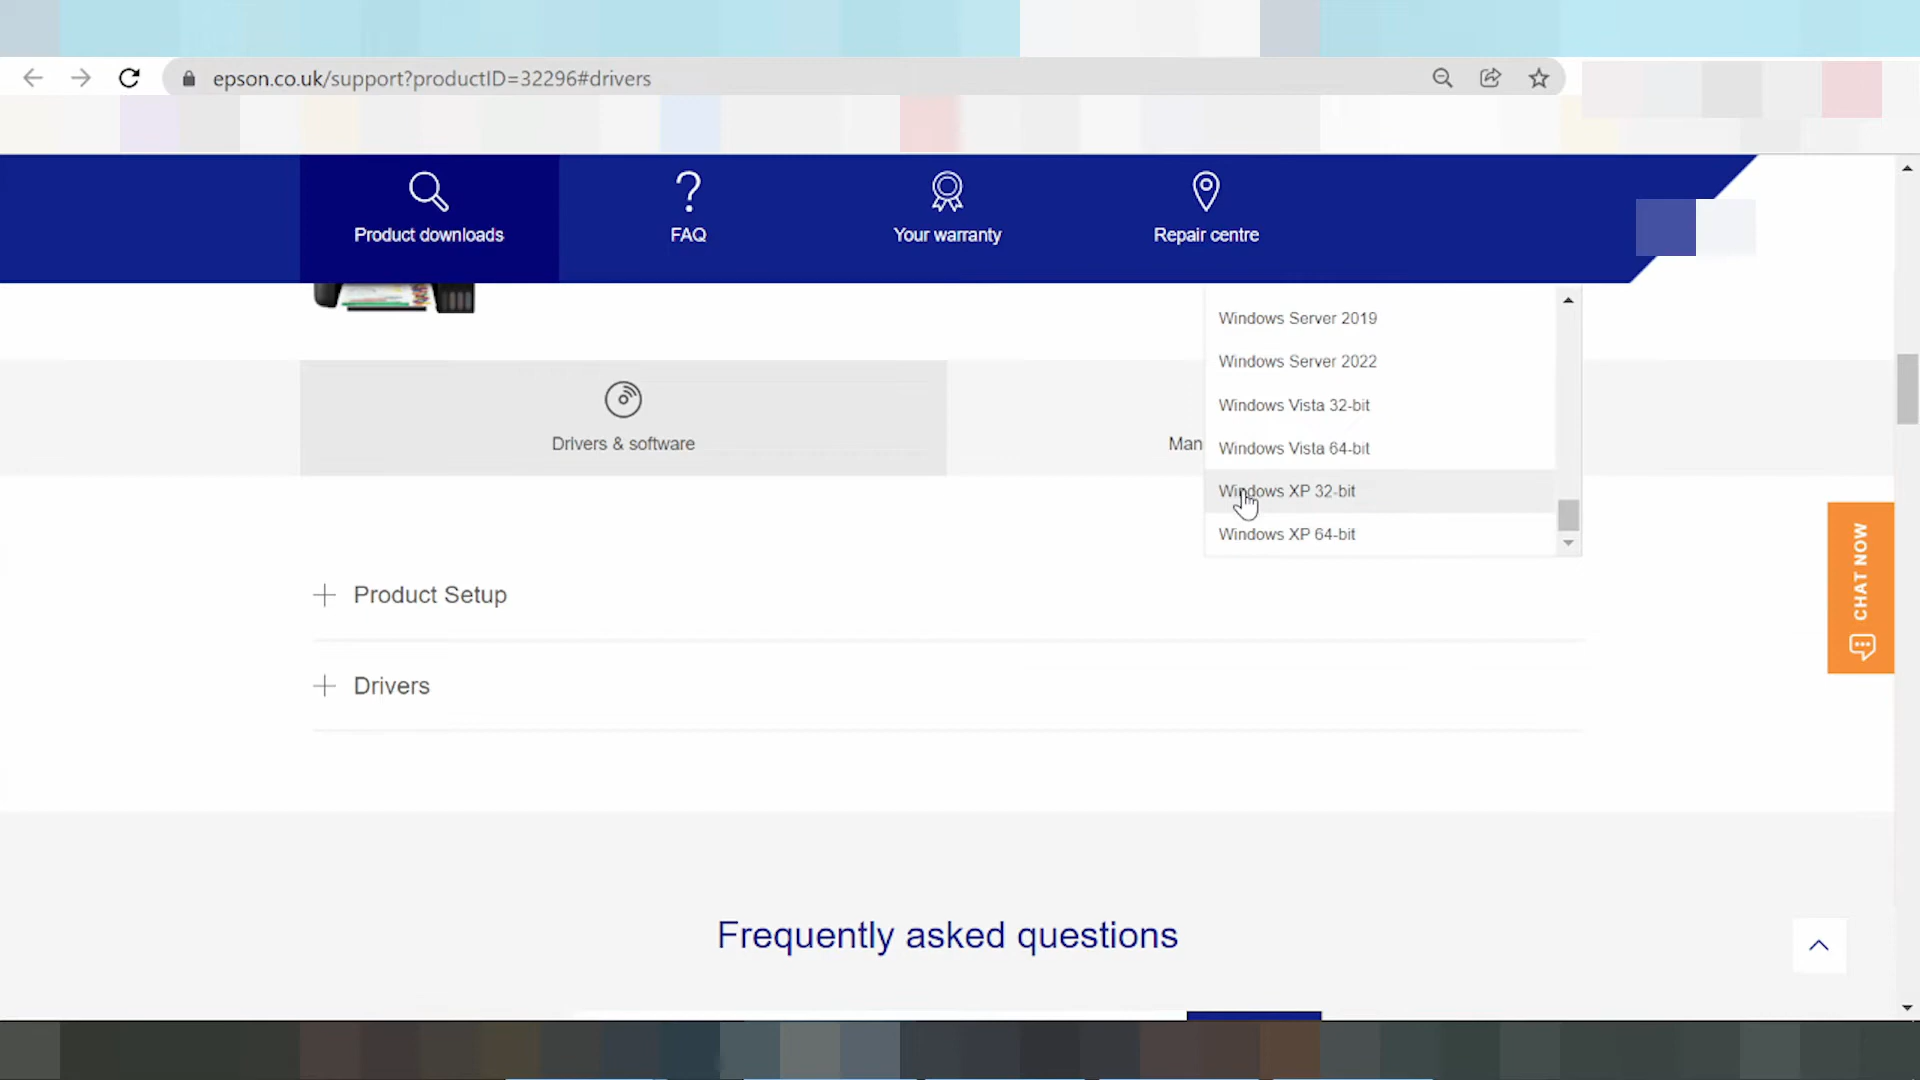 epson.co.uk/support?productID=32296#drivers
Product downloads
FAQ
Your warranty
Repair centre
Windows Server 2019
Windows Server 2022
Windows Vista 32-bit
Windows Vista 64-bit
Windows XP 32-bit
Windows XP 64-bit
Drivers & software
Man
Product Setup
Drivers
CHAT NOW
Frequently asked questions